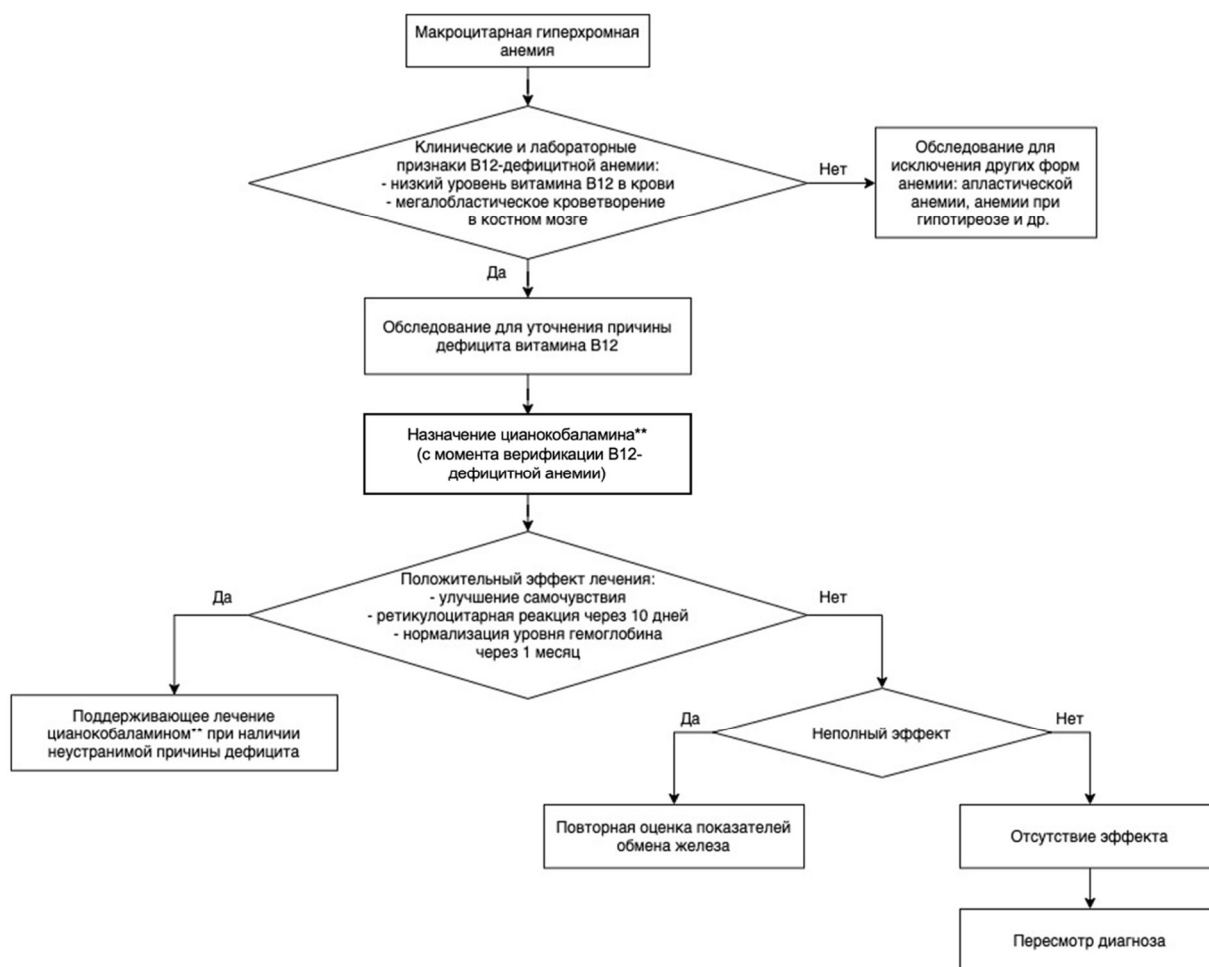 Макроцитарная гиперхромная
анемия
Клинические и лабораторные
признаки В12-дефицитной анемии:
- низкий уровень витамина В12 в крови
- мегалобластическое кроветворение
в костном мозге
Нет
Обследование для
исключения других форм
анемии: апластической
анемии, анемии при
гипотиреозе и др.
Да
Обследование для уточнения причины
дефицита витамина В12
Назначение цианокобаламина**
(с момента верификации В12-
дефицитной анемии)
Положительный эффект лечения:
- улучшение самочувствия
- ретикулоцитарная реакция через 10 дней
- нормализация уровня гемоглобина
через 1 месяц
Да
Нет
Поддерживающее лечение
цианокобаламином** при наличии
неустранимой причины дефицита
Да
Неполный эффект
Нет
Повторная оценка показателей
обмена железа
Отсутствие эффекта
Пересмотр диагноза